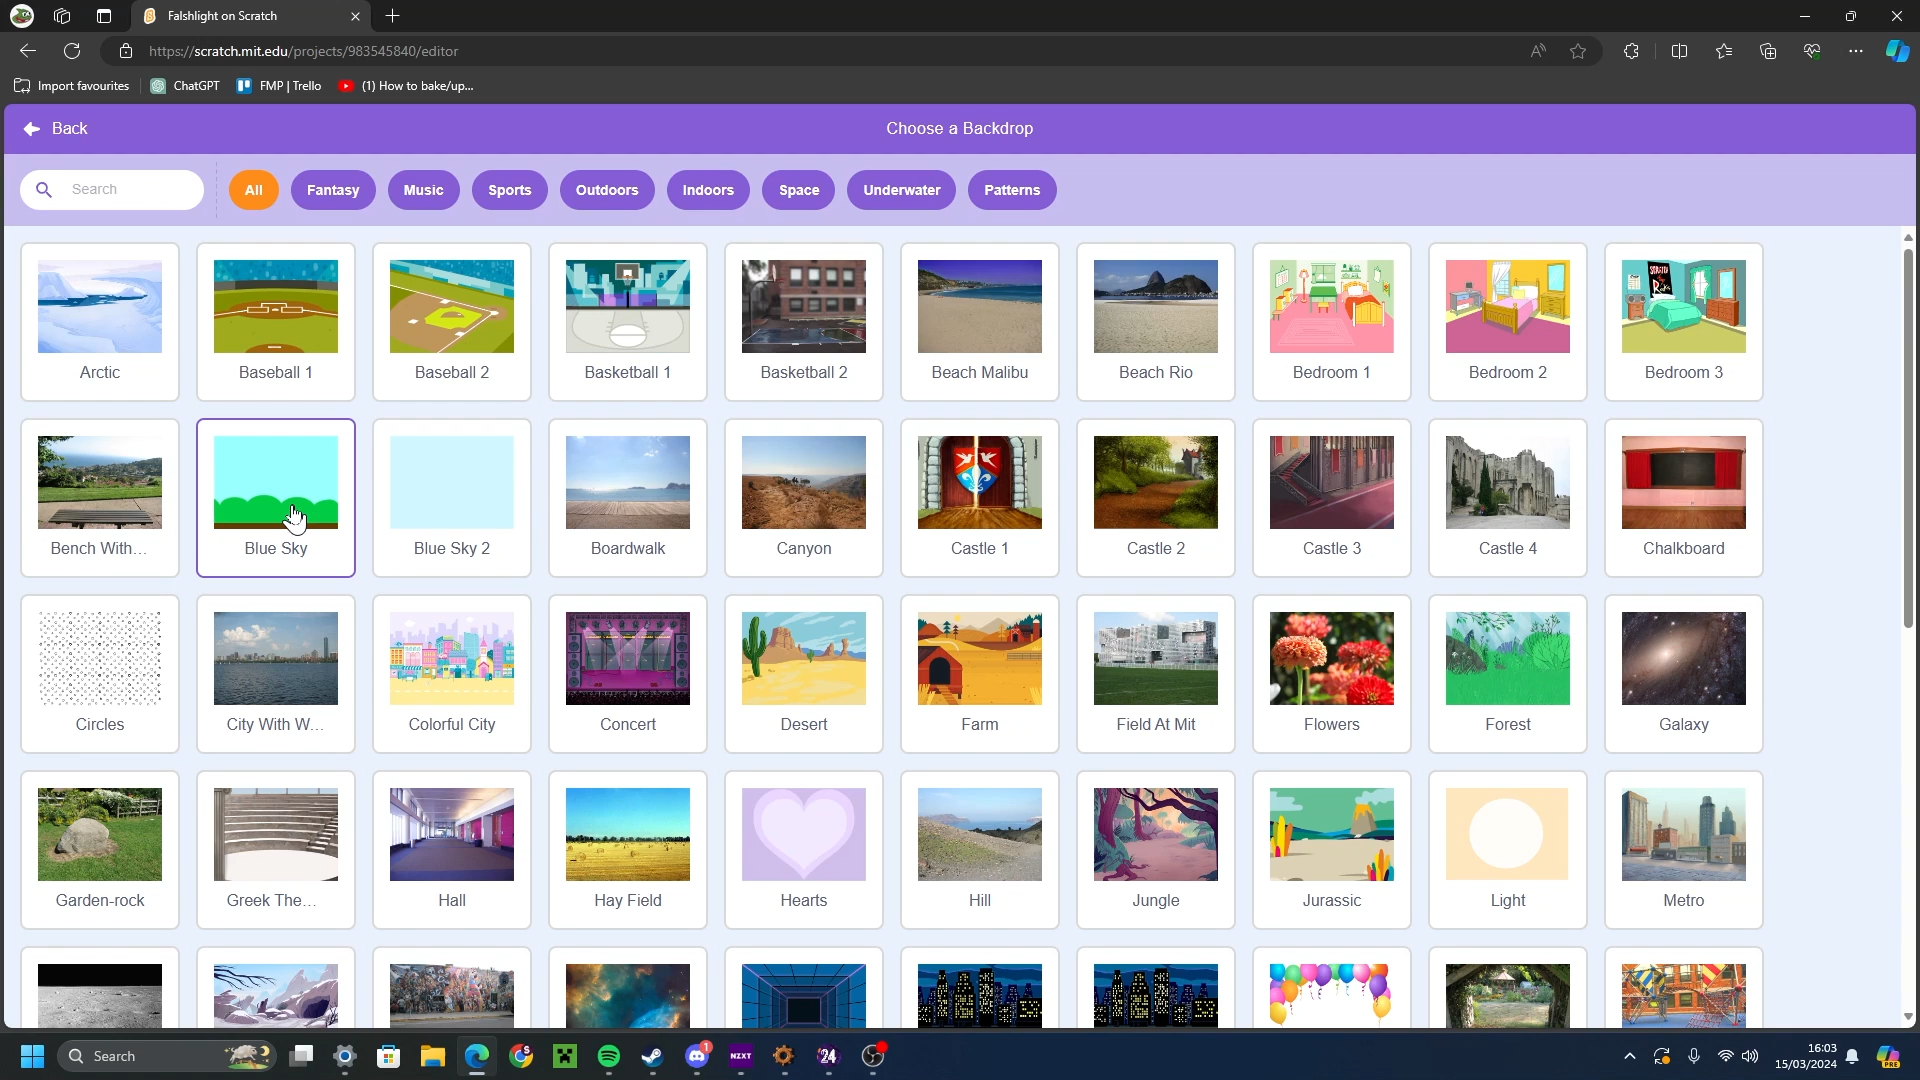 Falshlight on Scratch
https://scratch.mit.edu/projects/983545840/editor
Import favourites
ChatGPT
FMP | Trello
(1) How to bake/up...
Back
Choose a Backdrop
Search
All
Fantasy
Music
Sports
Outdoors
Indoors
Space
Underwater
Patterns
Arctic
Baseball 1
Baseball 2
Basketball 1
Basketball 2
Beach Malibu
Beach Rio
Bedroom 1
Bedroom 2
Bedroom 3
Bench With...
Blue Sky
Blue Sky 2
Boardwalk
Canyon
Castle 1
Castle 2
Castle 3
Castle 4
Chalkboard
Circles
City With W...
Colorful City
Concert
Desert
Farm
Field At Mit
Flowers
Forest
Galaxy
Garden-rock
Greek The...
Hall
Hay Field
Hearts
Hill
Jungle
Jurassic
Light
Metro
Search
NZXT
24
1
16:03
15/03/2024
PRE